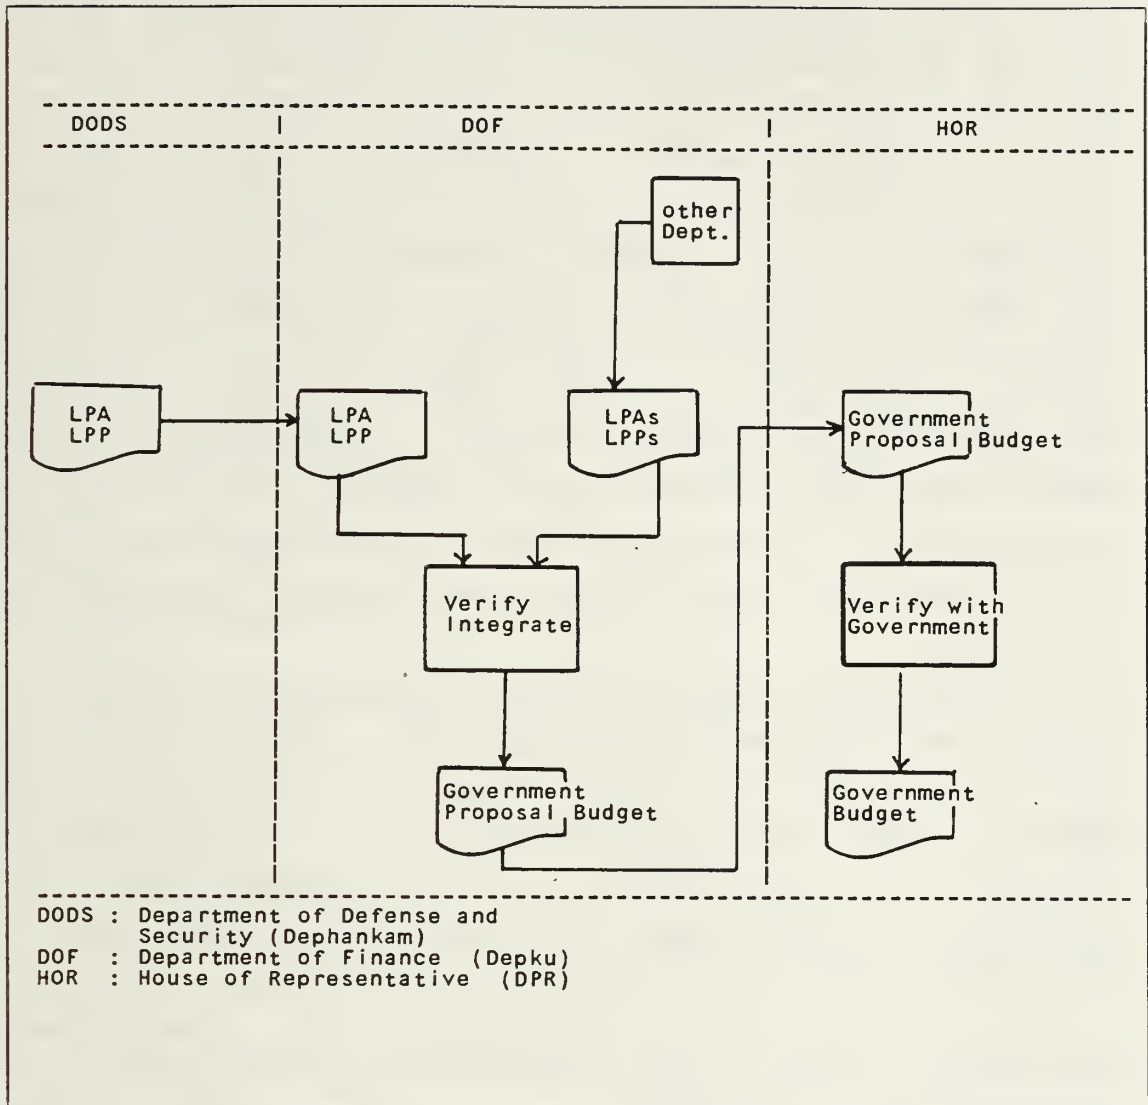 DODS | DOF | HOR
other
Dept.
LPA
LPP
LPA
LPP
LPAs
LPPs
Government
Proposal Budget
Verify
Integrate
Verify with
Government
Government
Proposal Budget
Government
Budget
DODS : Department of Defense and
Security (Dephankam)
DOF : Department of Finance (Depku)
HOR : House of Representative (DPR)